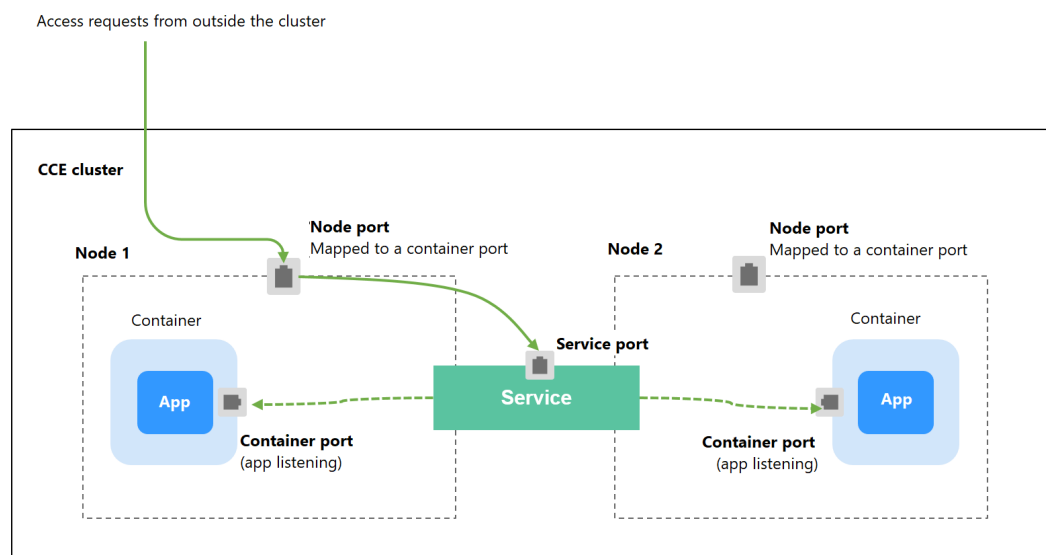 Access requests from outside the cluster
CCE cluster
Node port
Mapped to a container port
Node 1
Node port
Mapped to a container port
Node 2
Container
Container
Service port
App
Service
App
Container port
(app listening)
Container port
(app listening)